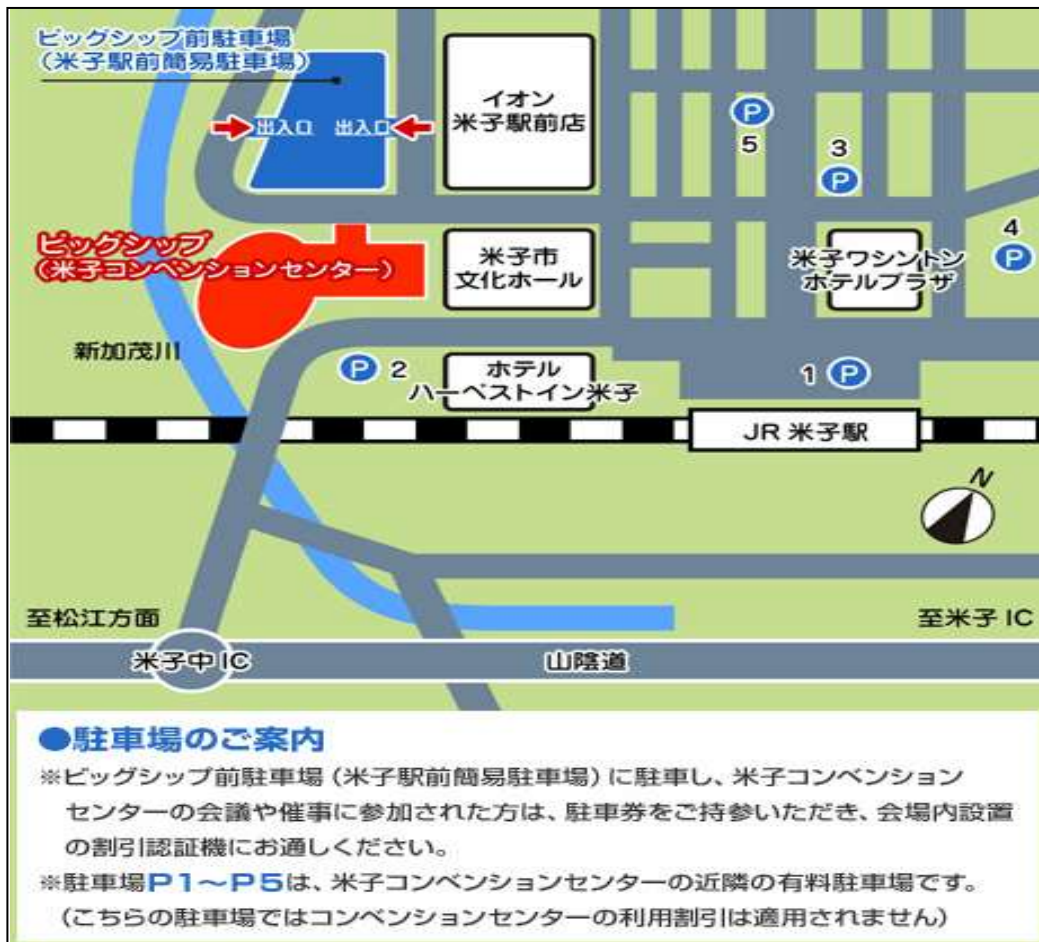 ビッグシップ前駐車場
(米子駅前簡易駐車場)
出入口 出入口
イオン
米子駅前店
P
5
3
P
4
P
ビッグシップ
(米子コンベンションセンター)
米子市
文化ホール
米子ワシントン
ホテルプラザ
新加茂川
P 2
ホテル
ハーベストイン米子
1 P
JR 米子駅
N
至松江方面
至米子 IC
米子中 IC
山陰道
●駐車場のご案内
※ビッグシップ前駐車場(米子駅前簡易駐車場)に駐車し、米子コンベンション
センターの会議や催事に参加された方は、駐車券をご持参いただき、会場内設置
の割引認証機にお通しください。
※駐車場P1～P5は、米子コンベンションセンターの近隣の有料駐車場です。
(こちらの駐車場ではコンベンションセンターの利用割引は適用されません)